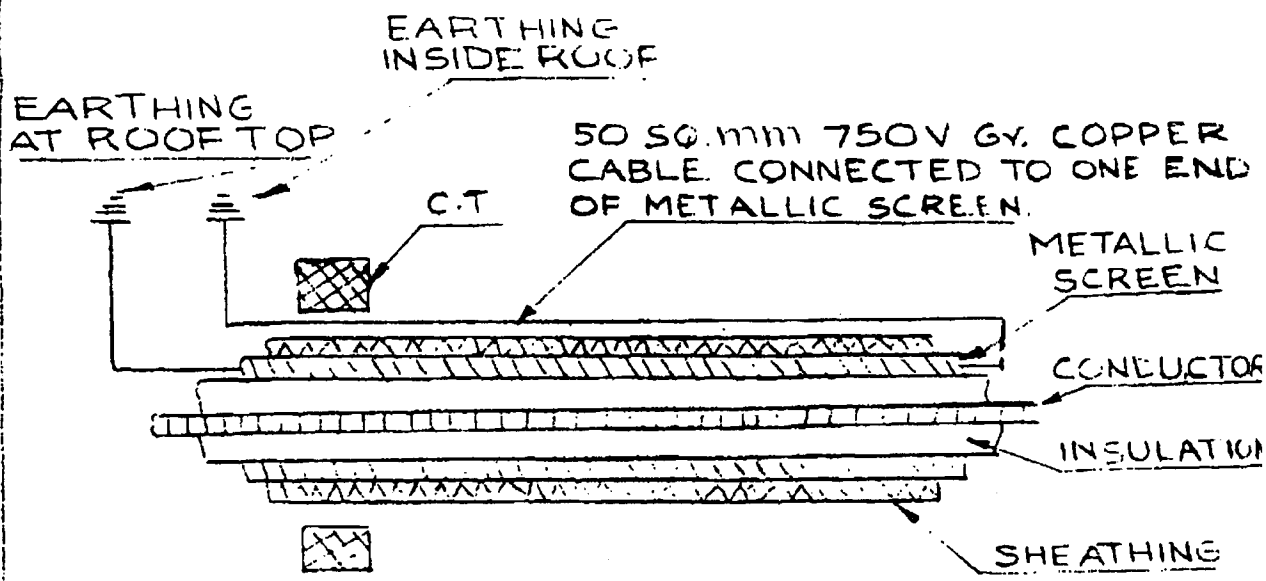 EARTHING
INSIDE ROOF
EARTHING
AT ROOF TOP
50 SQ.mm 750V Gr. COPPER
CABLE. CONNECTED TO ONE END
OF METALLIC SCREEN.
C.T
METALLIC
SCREEN
CONDUCTOR
INSULATION
SHEATHING